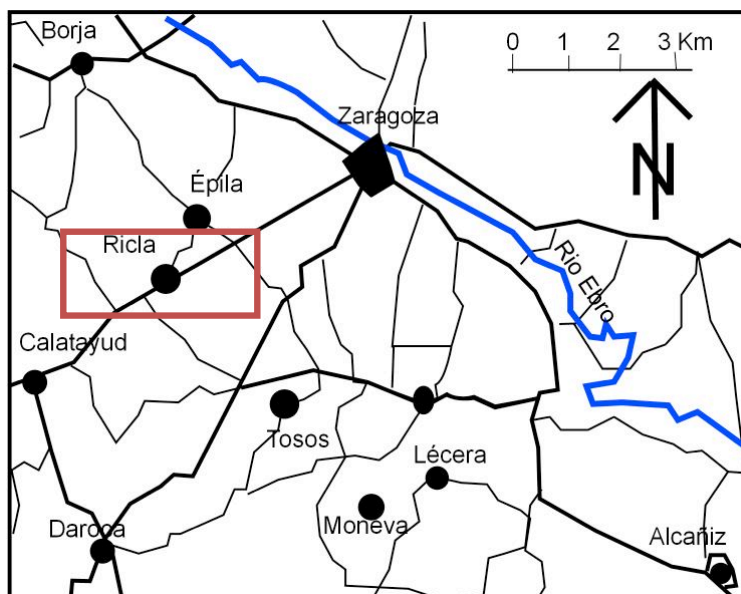 Borja
0 1 2 3 Km
Zaragoza
N
Épila
Ricla
Rio Ebro
Calatayud
Tosos
Lécera
Moneva
Daroca
Alcañiz